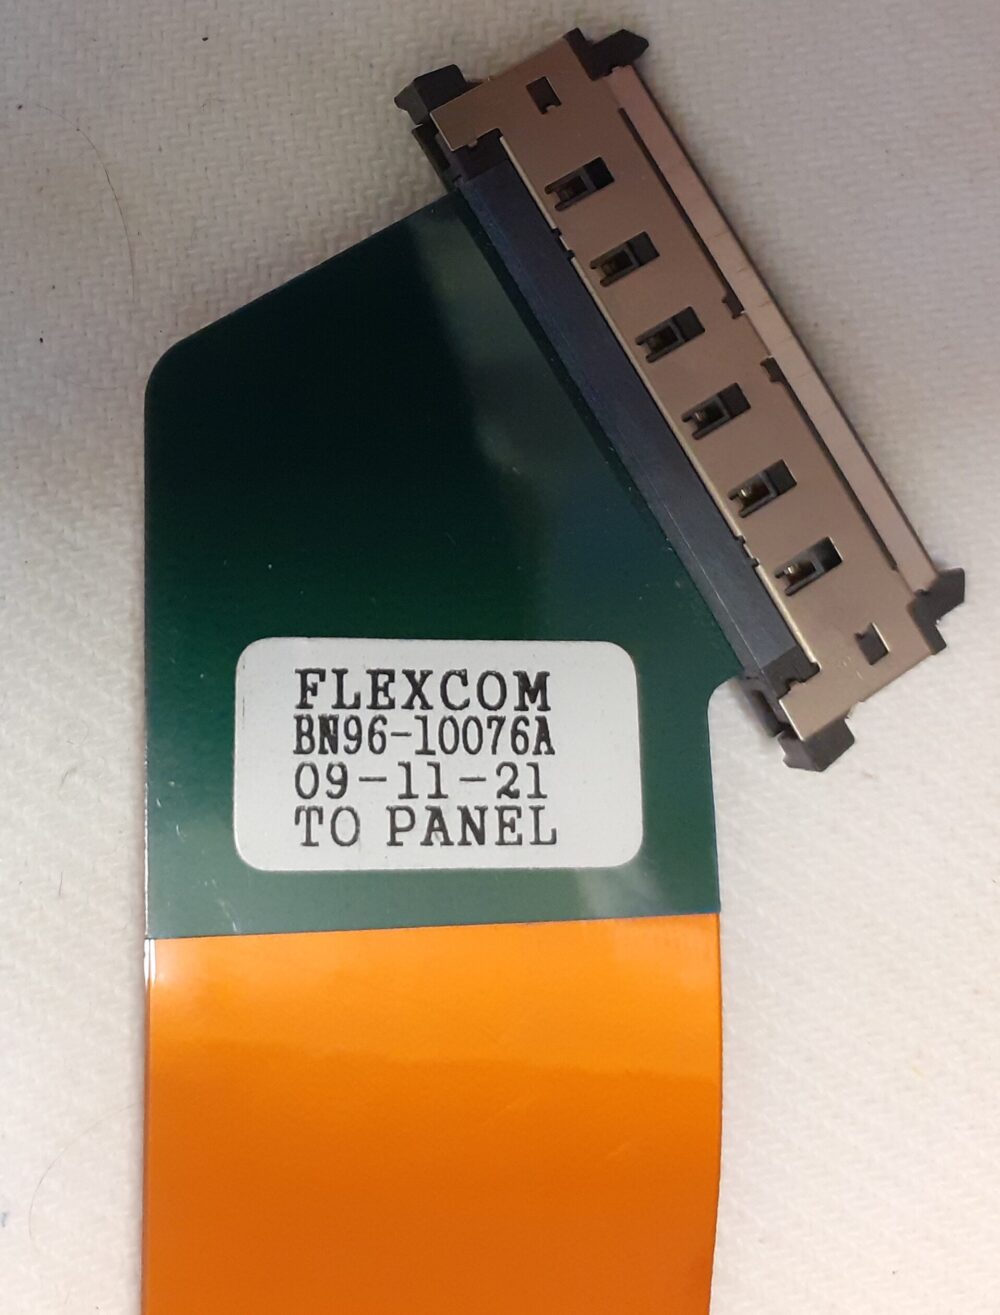 FLEXCOM
BN96-10076A
09-11-21
TO PANEL